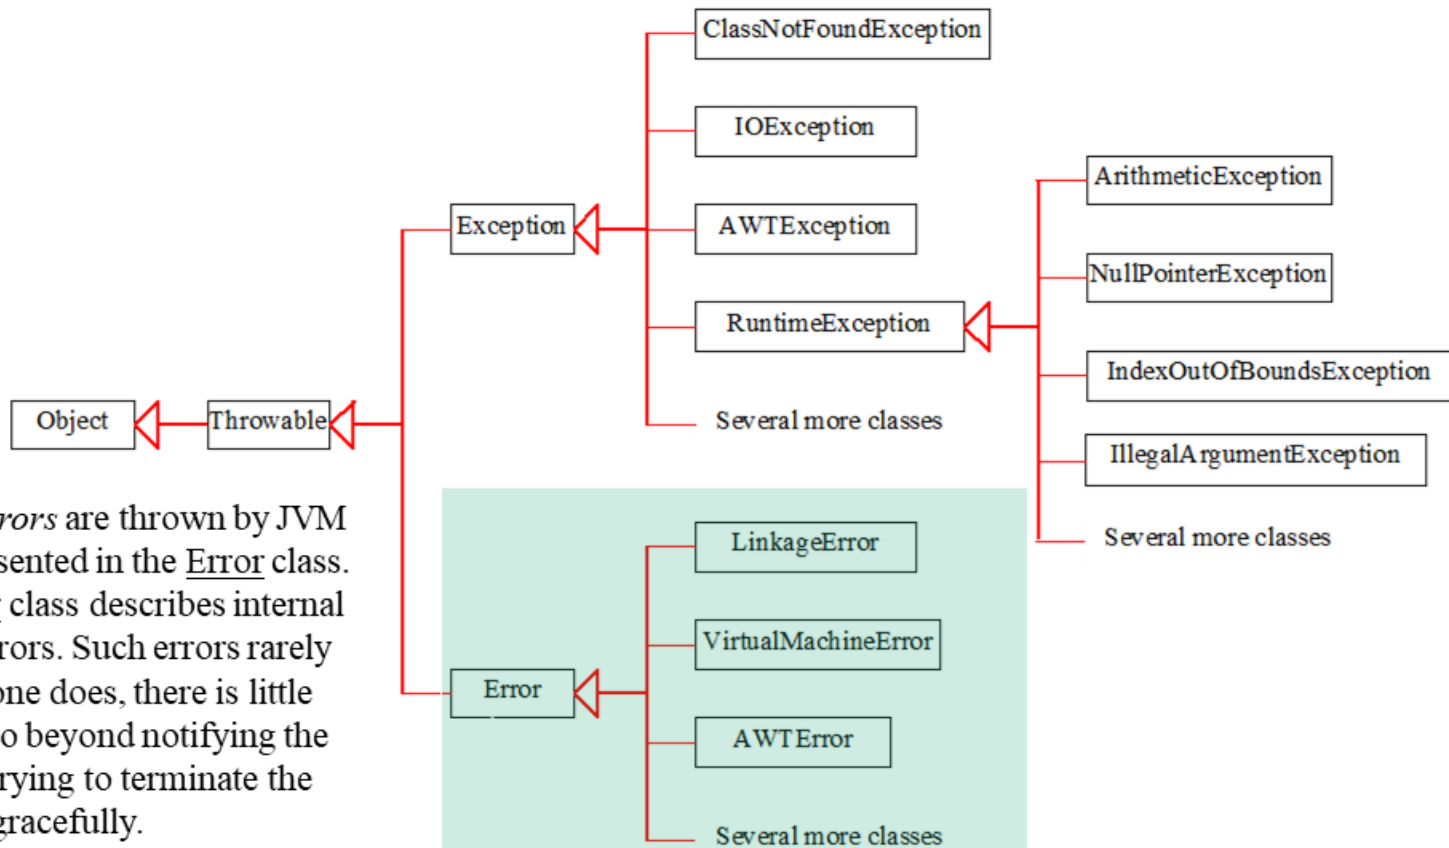 ClassNotFoundException
IOException
ArithmeticException
Exception
AWTException
NullPointerException
RuntimeException
IndexOutOfBoundsException
Object
Throwable
Several more classes
IllegalArgumentException
rors are thrown by JVM
LinkageError
Several more classes
sented in the Error class.
class describes internal
rors. Such errors rarely
VirtualMachineError
one does, there is little
Error
o beyond notifying the
AWTError
rying to terminate the
gracefully.
Several more classes